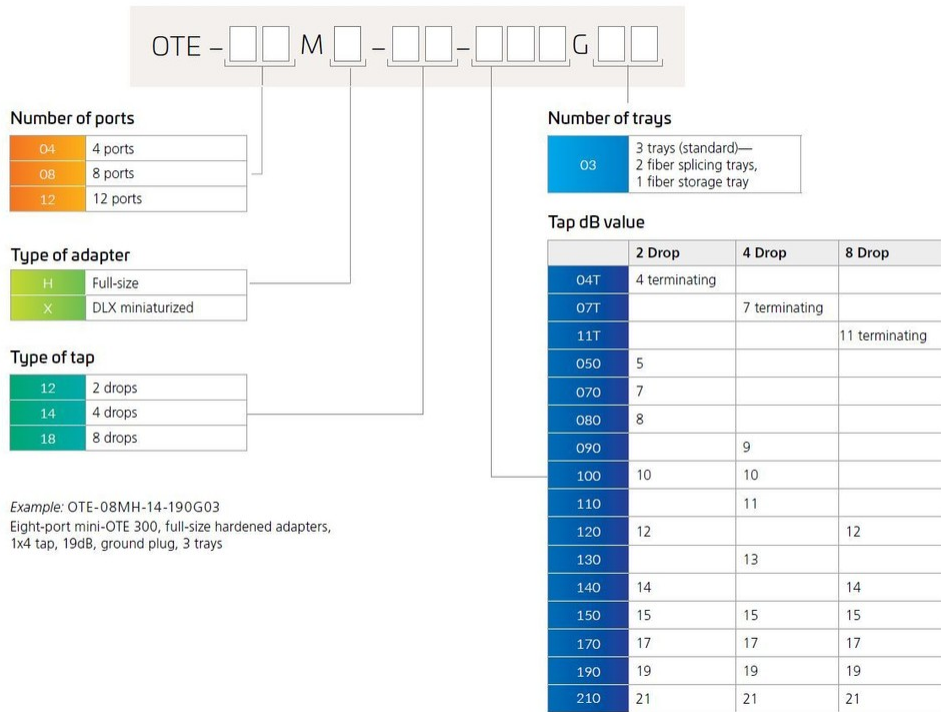 OTE – M – – G
Number of ports
04 4 ports
08 8 ports
12 12 ports
Type of adapter
H Full-size
X DLX miniaturized
Type of tap
12 2 drops
14 4 drops
18 8 drops
Example: OTE-08MH-14-190G03
Eight-port mini-OTE 300, full-size hardened adapters,
1x4 tap, 19dB, ground plug, 3 trays
Number of trays
03 3 trays (standard)—
2 fiber splicing trays,
1 fiber storage tray
Tap dB value
2 Drop 4 Drop 8 Drop
04T 4 terminating
07T 7 terminating
11T 11 terminating
050 5
070 7
080 8
090 9
100 10 10
110 11
120 12 12
130 13
140 14 14
150 15 15 15
170 17 17 17
190 19 19 19
210 21 21 21